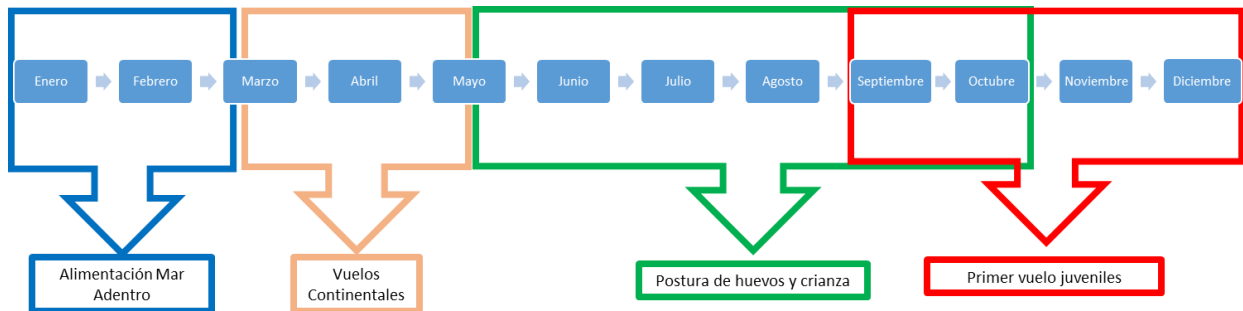 Enero
Febrero
Marzo
Abril
Mayo
Junio
Julio
Agosto
Septiembre
Octubre
Noviembre
Diciembre
Alimentación Mar
Adentro
Vuelos
Continentales
Postura de huevos y crianza
Primer vuelo juveniles